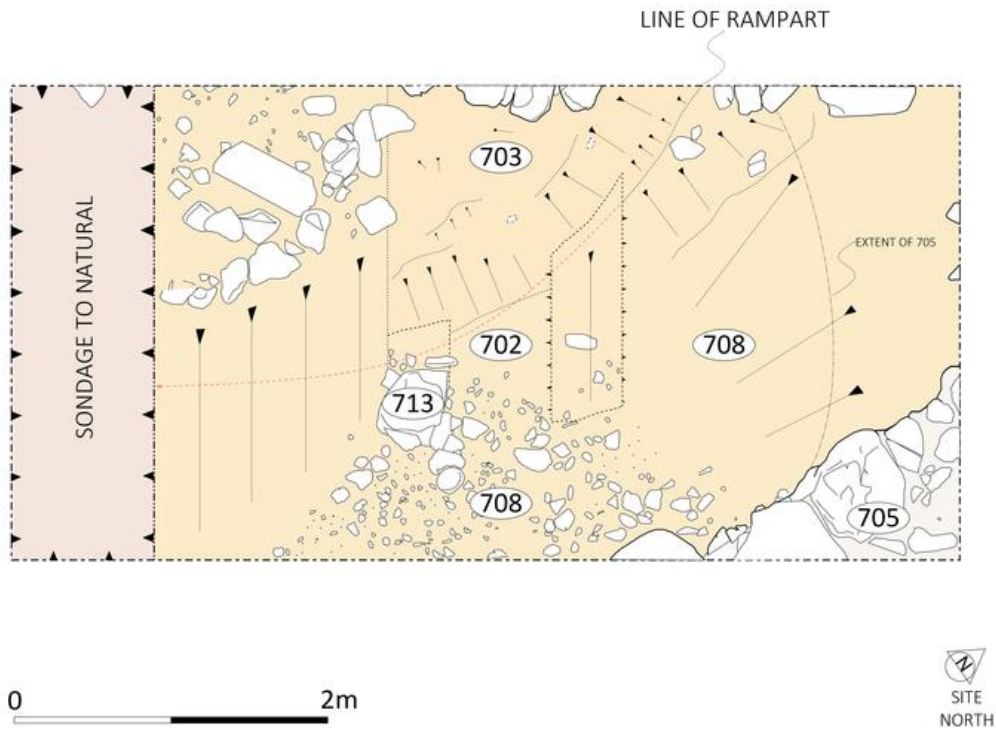 LINE OF RAMPART
703
EXTENT OF 705
SONDAGE TO NATURAL
702
708
713
708
705
0 2m
N
SITE
NORTH